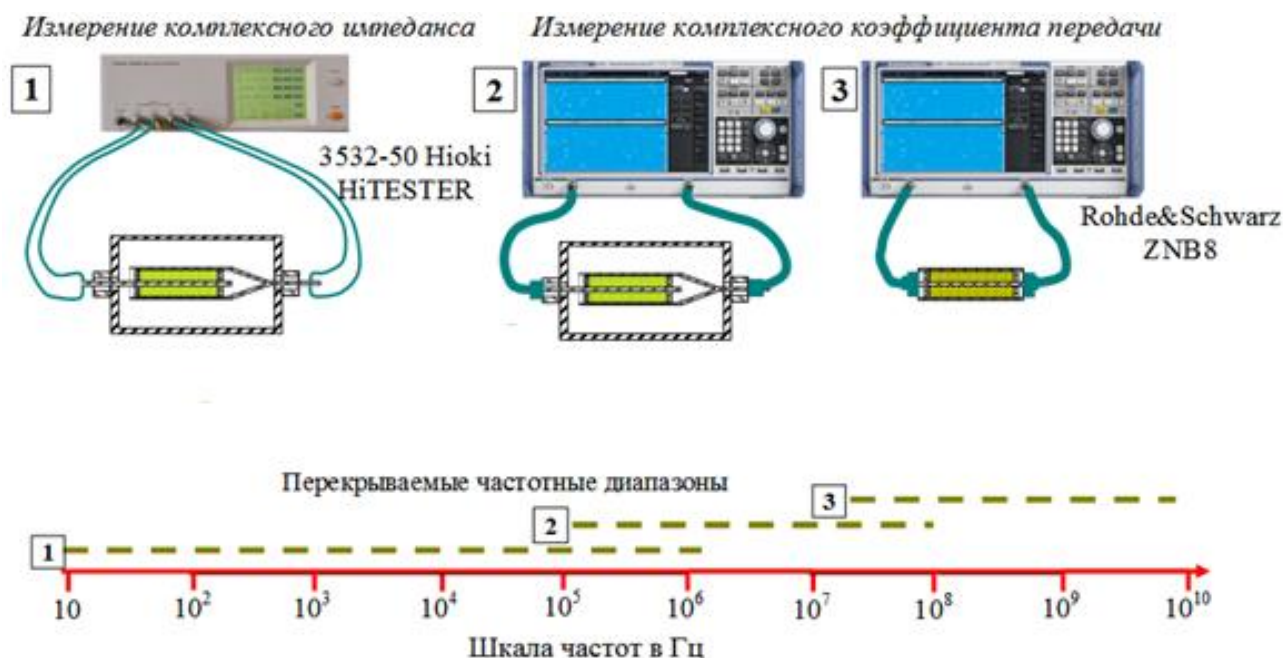 Измерение комплексного импеданса
Измерение комплексного коэффициента передачи
1
2
3
3532-50 Hioki
HiTESTER
Rohde&Schwarz
ZNB8
Перекрываемые частотные диапазоны
3
2
1
10 10² 10³ 10⁴ 10⁵ 10⁶ 10⁷ 10⁸ 10⁹ 10¹⁰
Шкала частот в Гц